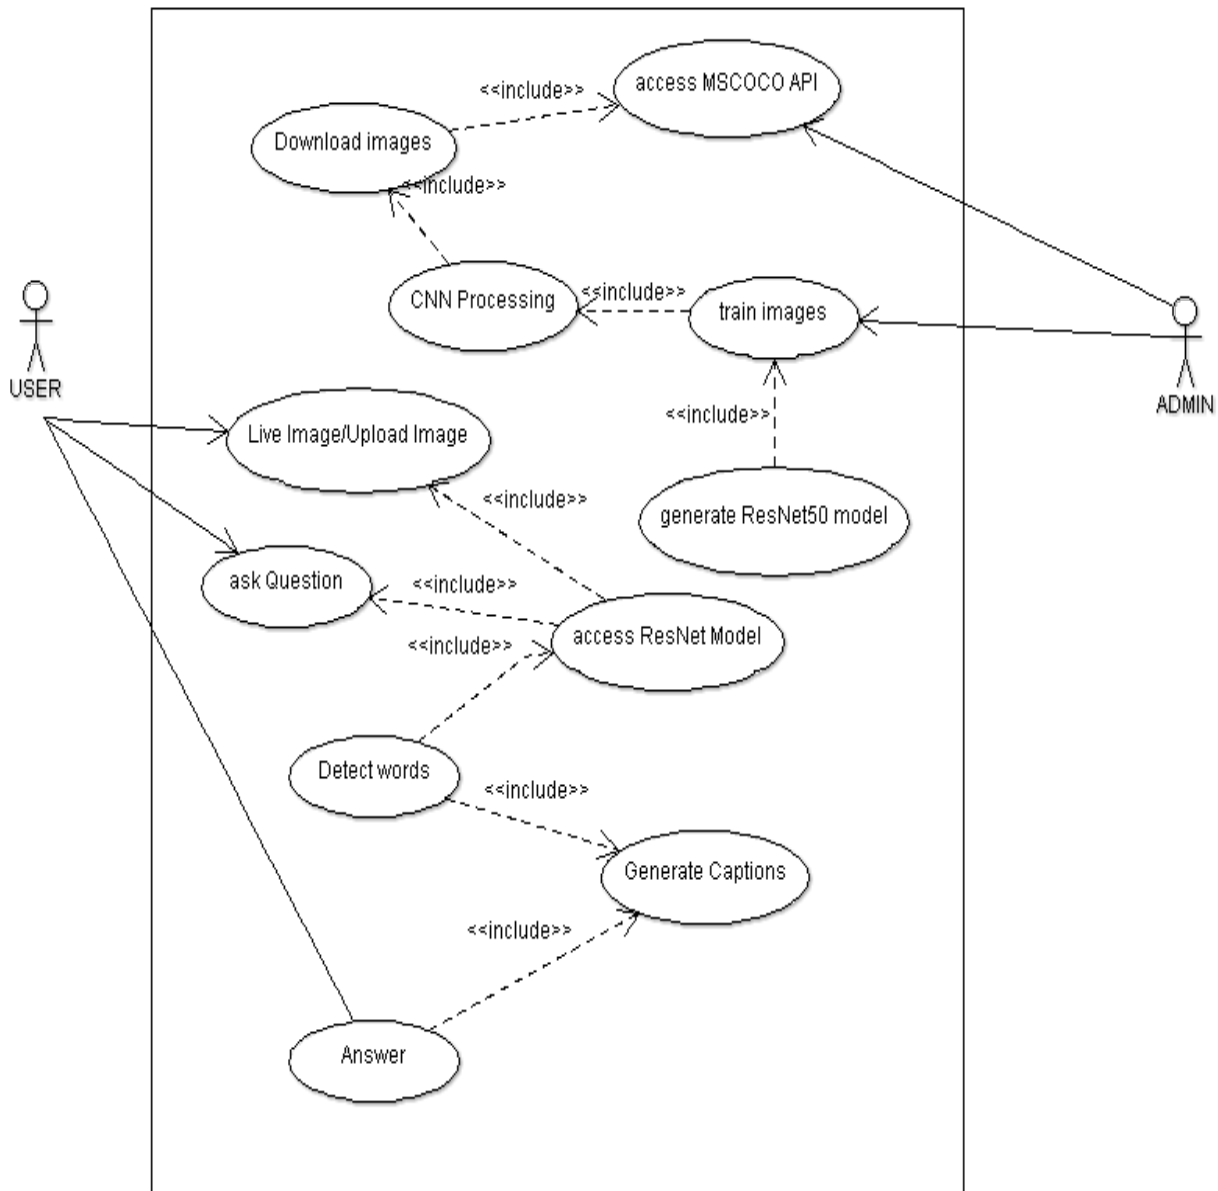 access MSCOCO API
<<include>>
Download images
<<include>>
CNN Processing
<<include>>
train images
USER
ADMIN
<<include>>
Live Image/Upload Image
<<include>>
generate ResNet50 model
ask Question
<<include>>
access ResNet Model
<<include>>
Detect words
<<include>>
Generate Captions
<<include>>
Answer